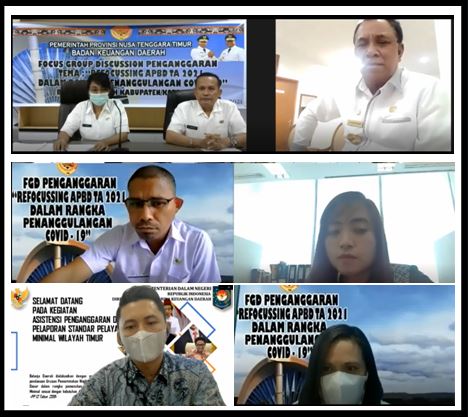 PEMERINTAH PROVINSI NUSA TENGGARA TIMUR
BADAN KEUANGAN DAERAH
FOCUS GROUP DISCUSSION PENGANGGARAN
TEMA : "REFOCUSSING APBD TA 2021
DALAM
PENANGGULANGAN COVID
H KABUPATEN/K
FGD PENGANGGARAN
"REFOCUSSING APBD TA 2021
DALAM RANGKA
PENANGGULANGAN
COVID - 19"
SELAMAT DATANG
PADA KEGIATAN
ASISTENSI PENGANGGARAN D
PELAPORAN STANDAR PELAYA
MINIMAL WILAYAH TIMUR
ENTERIAN DALAM NEGERI
REPUBLIK INDONESIA
KEUANGAN DAERAH
FGD PENGANGGARAN
"REFOCUSSING APBD TA 2021
DALAM RANGKA
PENANGGULANGAN
COVID - 19"